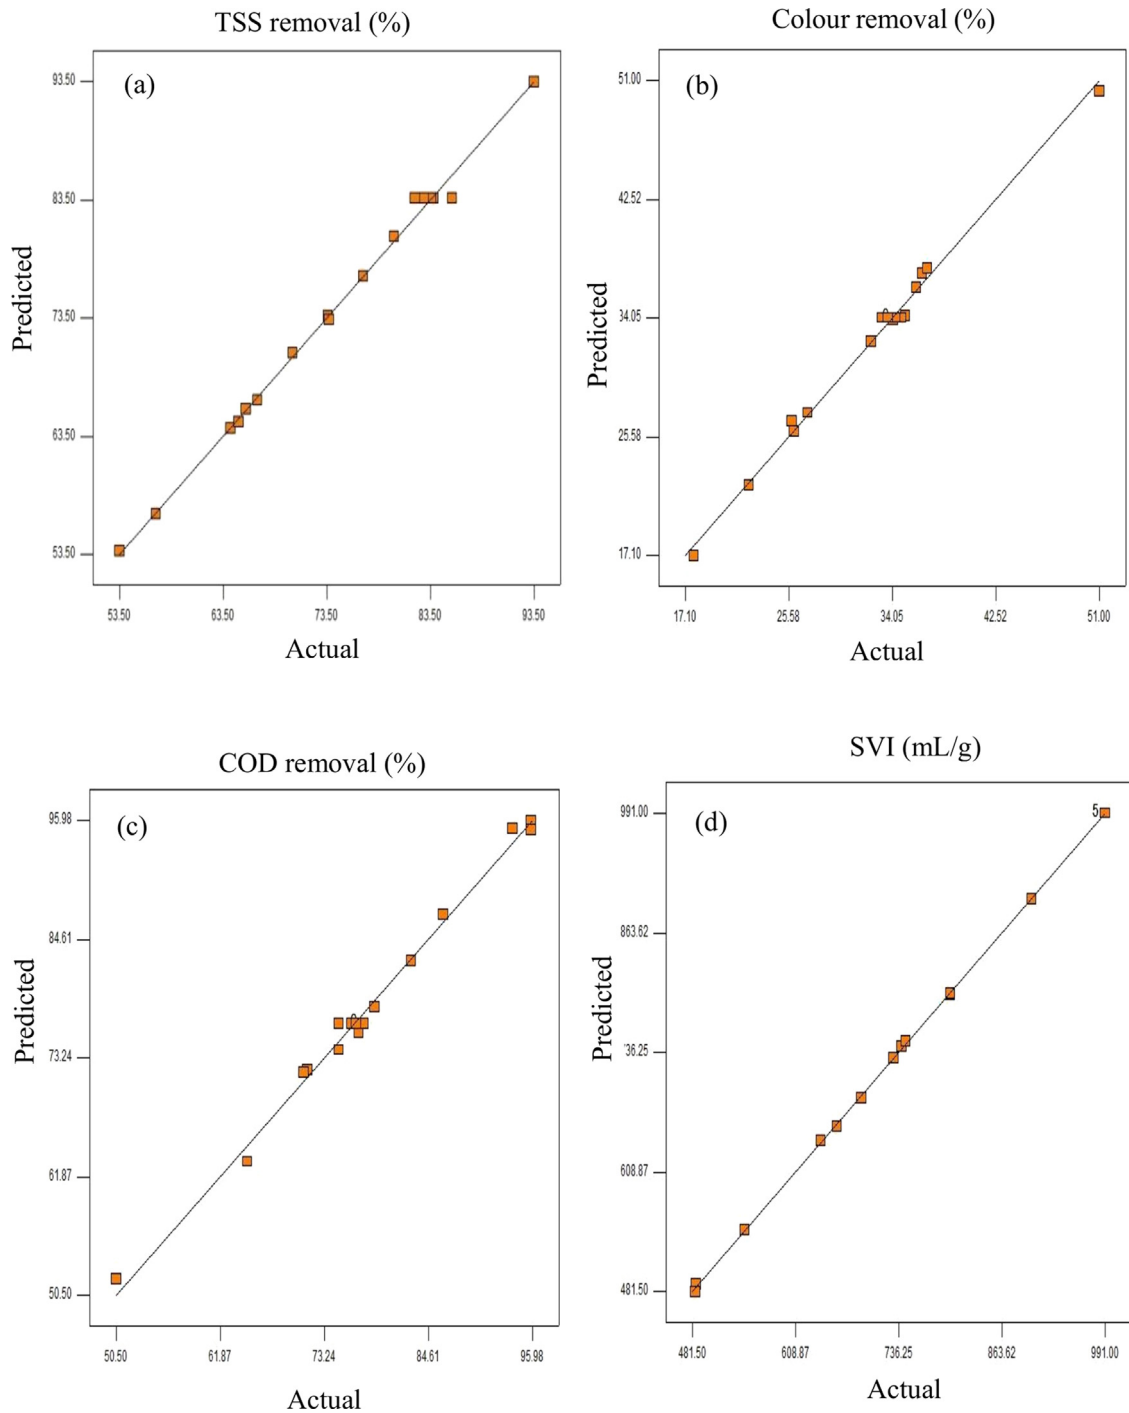 TSS removal (%)
(a)
93.50
83.50
73.50
63.50
53.50
Predicted
53.50 63.50 73.50 83.50 93.50
Actual
Colour removal (%)
(b)
51.00
42.52
34.05
25.58
17.10
Predicted
17.10 25.58 34.05 42.52 51.00
Actual
COD removal (%)
(c)
95.98
84.61
73.24
61.87
50.50
Predicted
50.50 61.87 73.24 84.61 95.98
Actual
SVI (mL/g)
(d)
5
991.00
863.62
36.25
608.87
481.50
Predicted
481.50 608.87 736.25 863.62 991.00
Actual